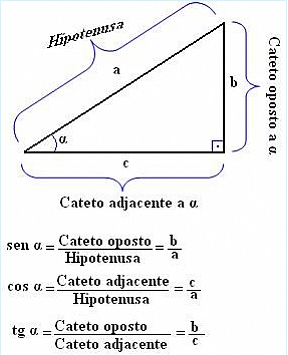 Hipotenusa
a
b
Cateto oposto a α
α
c
Cateto adjacente a α
sen α = Cateto oposto / Hipotenusa = b / a
cos α = Cateto adjacente / Hipotenusa = c / a
tg α = Cateto oposto / Cateto adjacente = b / c